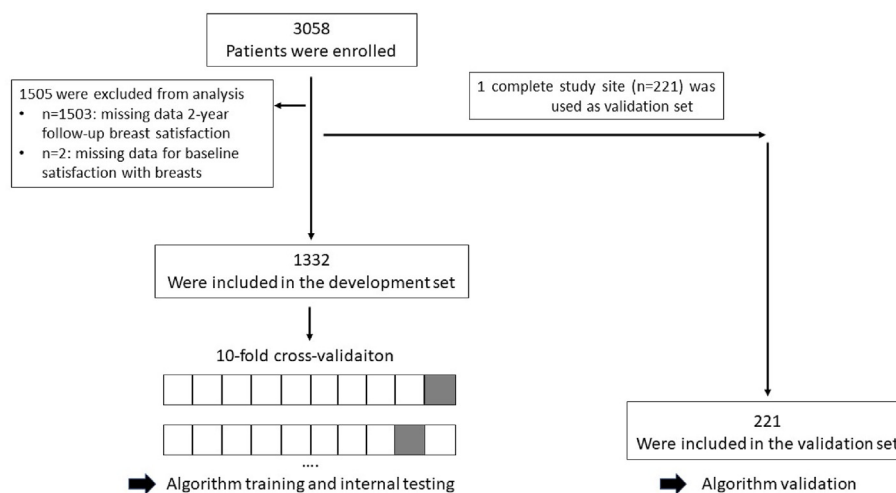 3058
Patients were enrolled
1505 were excluded from analysis
• n=1503: missing data 2-year
follow-up breast satisfaction
• n=2: missing data for baseline
satisfaction with breasts
1 complete study site (n=221) was
used as validation set
1332
Were included in the development set
10-fold cross-validaiton
221
Were included in the validation set
....
Algorithm training and internal testing
Algorithm validation